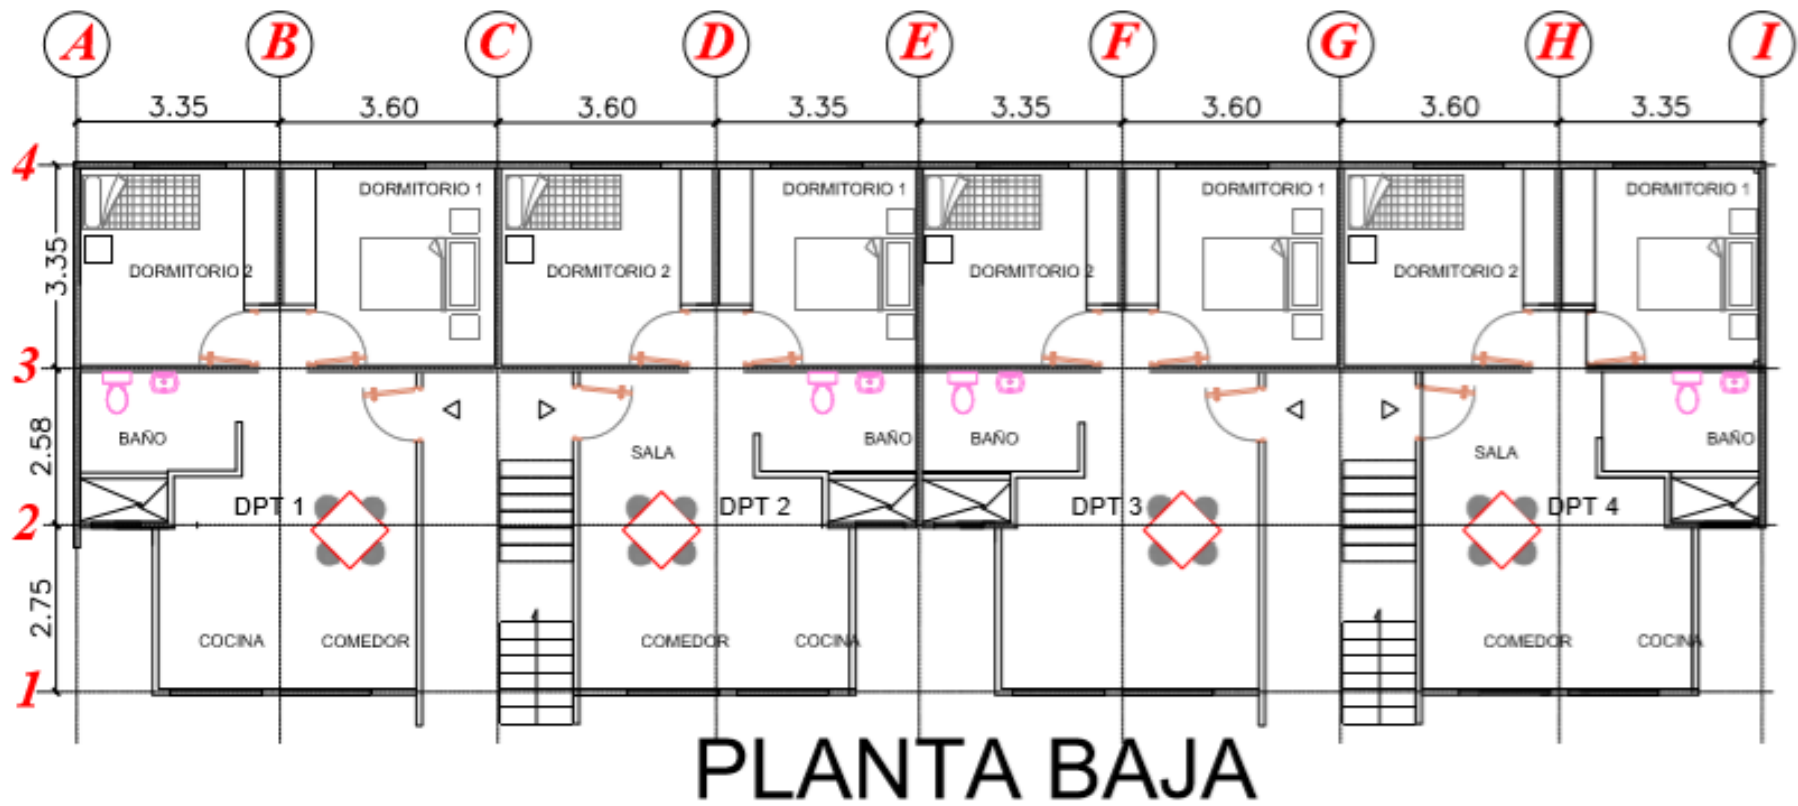 A B C D E F G H I
3.35 3.60 3.60 3.35 3.35 3.60 3.60 3.35
4
DORMITORIO 1 DORMITORIO 1 DORMITORIO 1 DORMITORIO 1
3.35
DORMITORIO 2 DORMITORIO 2 DORMITORIO 2 DORMITORIO 2
3
2.58
BAÑO BAÑO BAÑO BAÑO
SALA SALA
DPT 1 DPT 2 DPT 3 DPT 4
2
2.75
COCINA COMEDOR COMEDOR COCINA COMEDOR COCINA
1
PLANTA BAJA